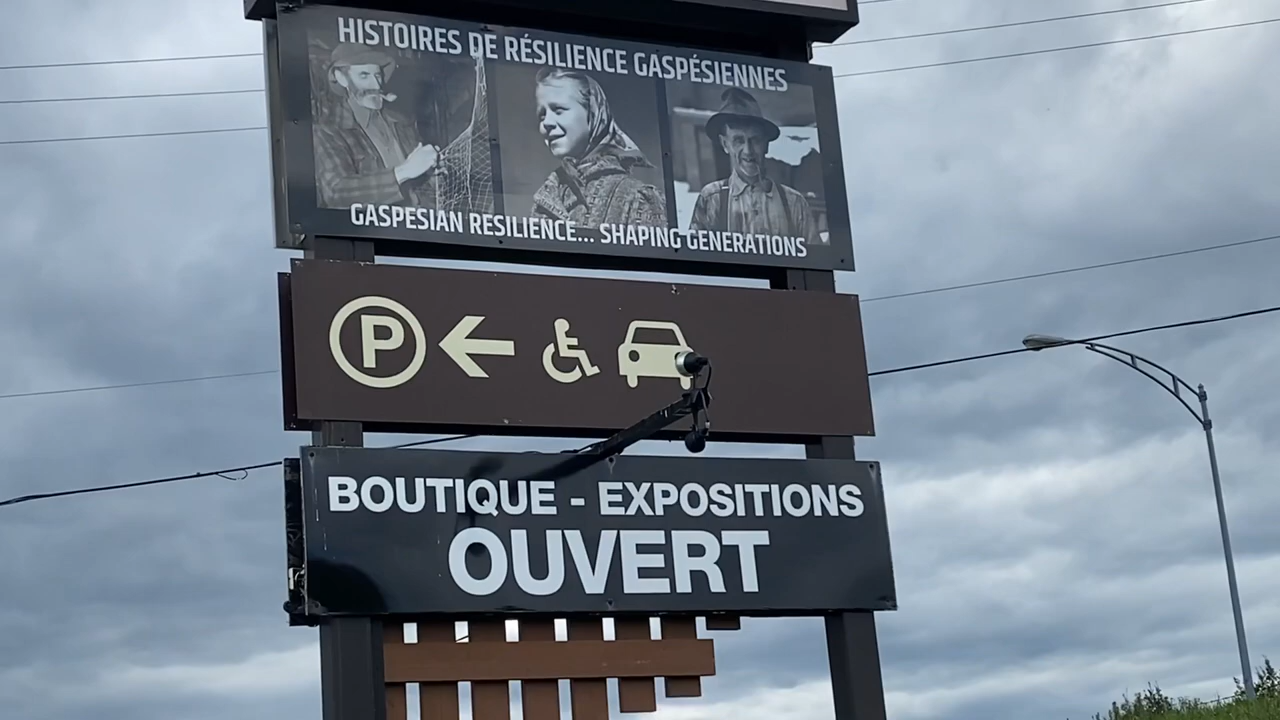 HISTOIRES DE RÉSILIENCE GASPÉSIENNES
GASPESIAN RESILIENCE... SHAPING GENERATIONS
P
BOUTIQUE - EXPOSITIONS
OUVERT